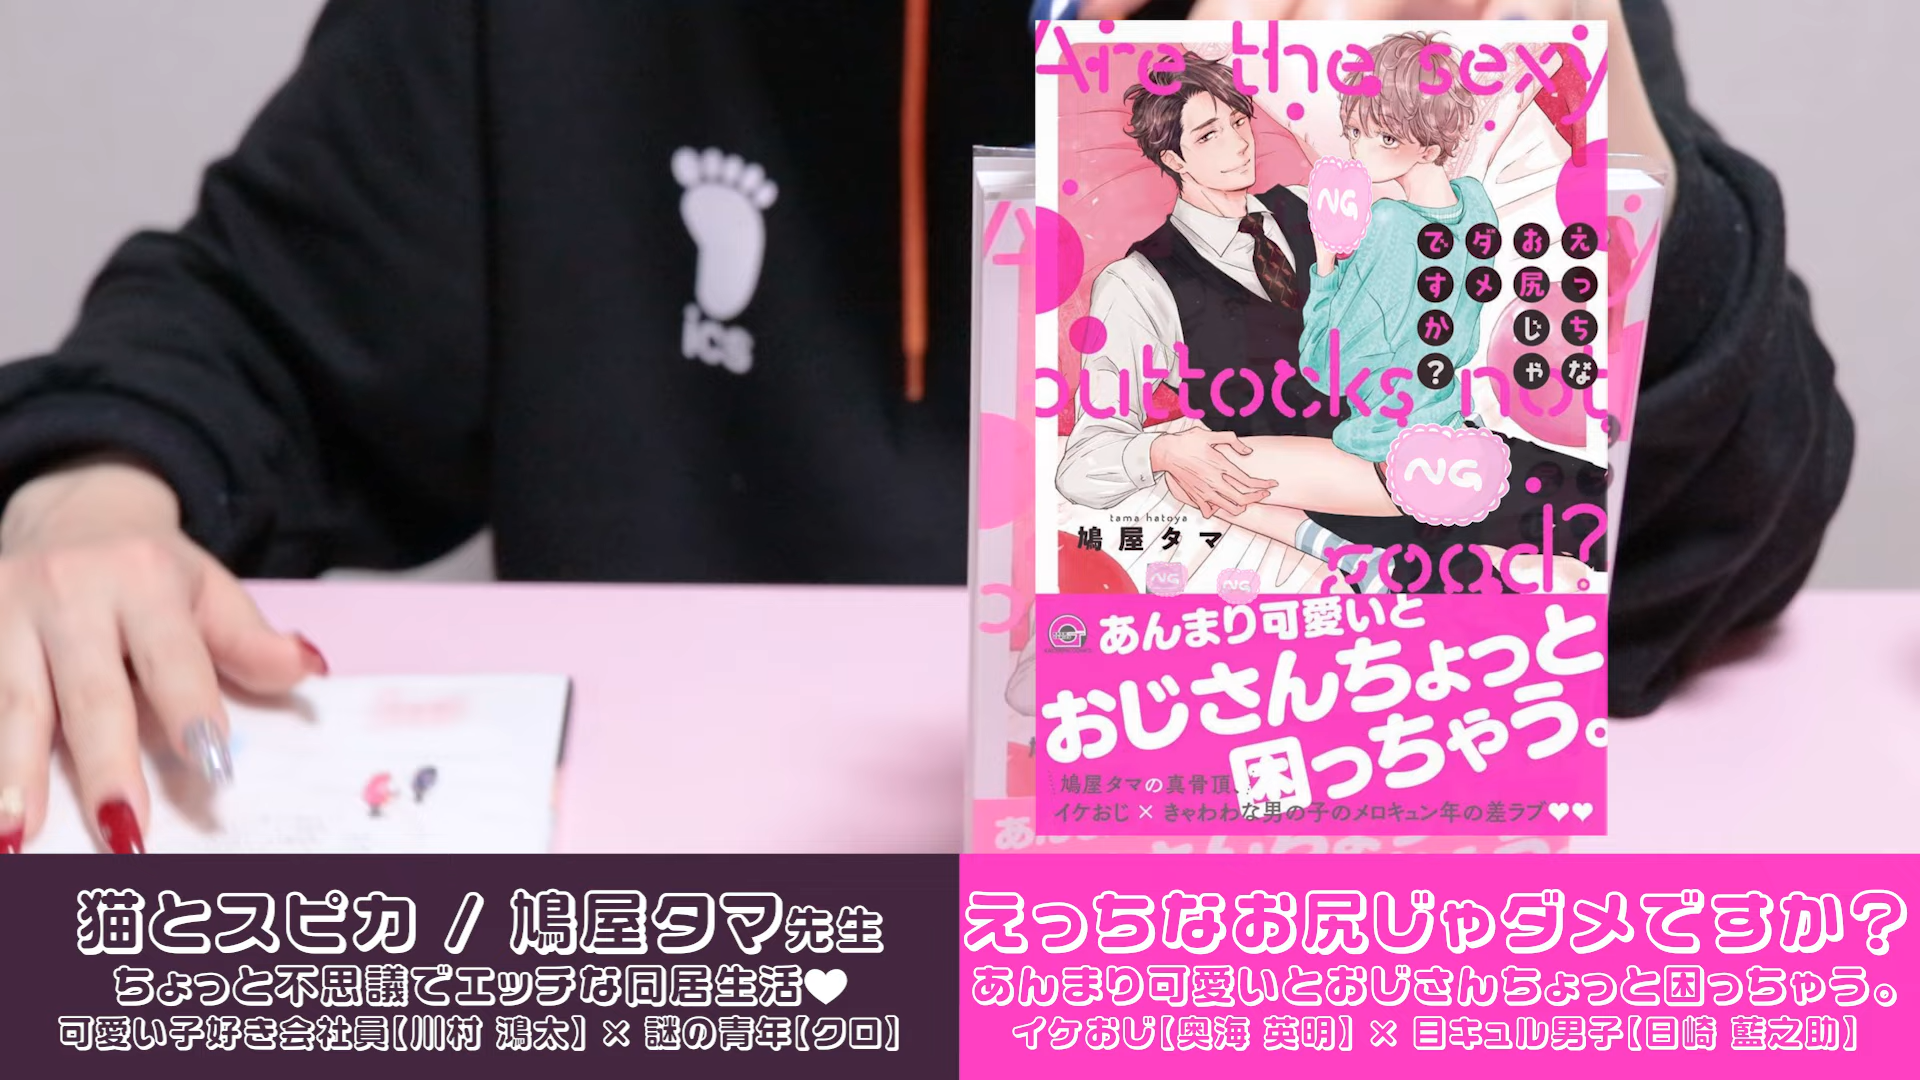 ics
Are the sexy
buttocks not
good?
えっちな
お尻じゃ
ダメ
ですか?
NG
NG
NG
NG
tama hatoya
鳩屋タマ
あんまり可愛いと
おじさんちょっと
困っちゃう。
鳩屋タマの真骨頂、
イケおじ × きゃわわな男の子のメロキュン年の差ラブ♥♥
猫とスピカ / 鳩屋タマ先生
ちょっと不思議でエッチな同居生活♥
可愛い子好き会社員【川村 鴻太】 × 謎の青年【クロ】
えっちなお尻じゃダメですか?
あんまり可愛いとおじさんちょっと困っちゃう。
イケおじ【奥海 英明】 × 目キュル男子【日崎 藍之助】